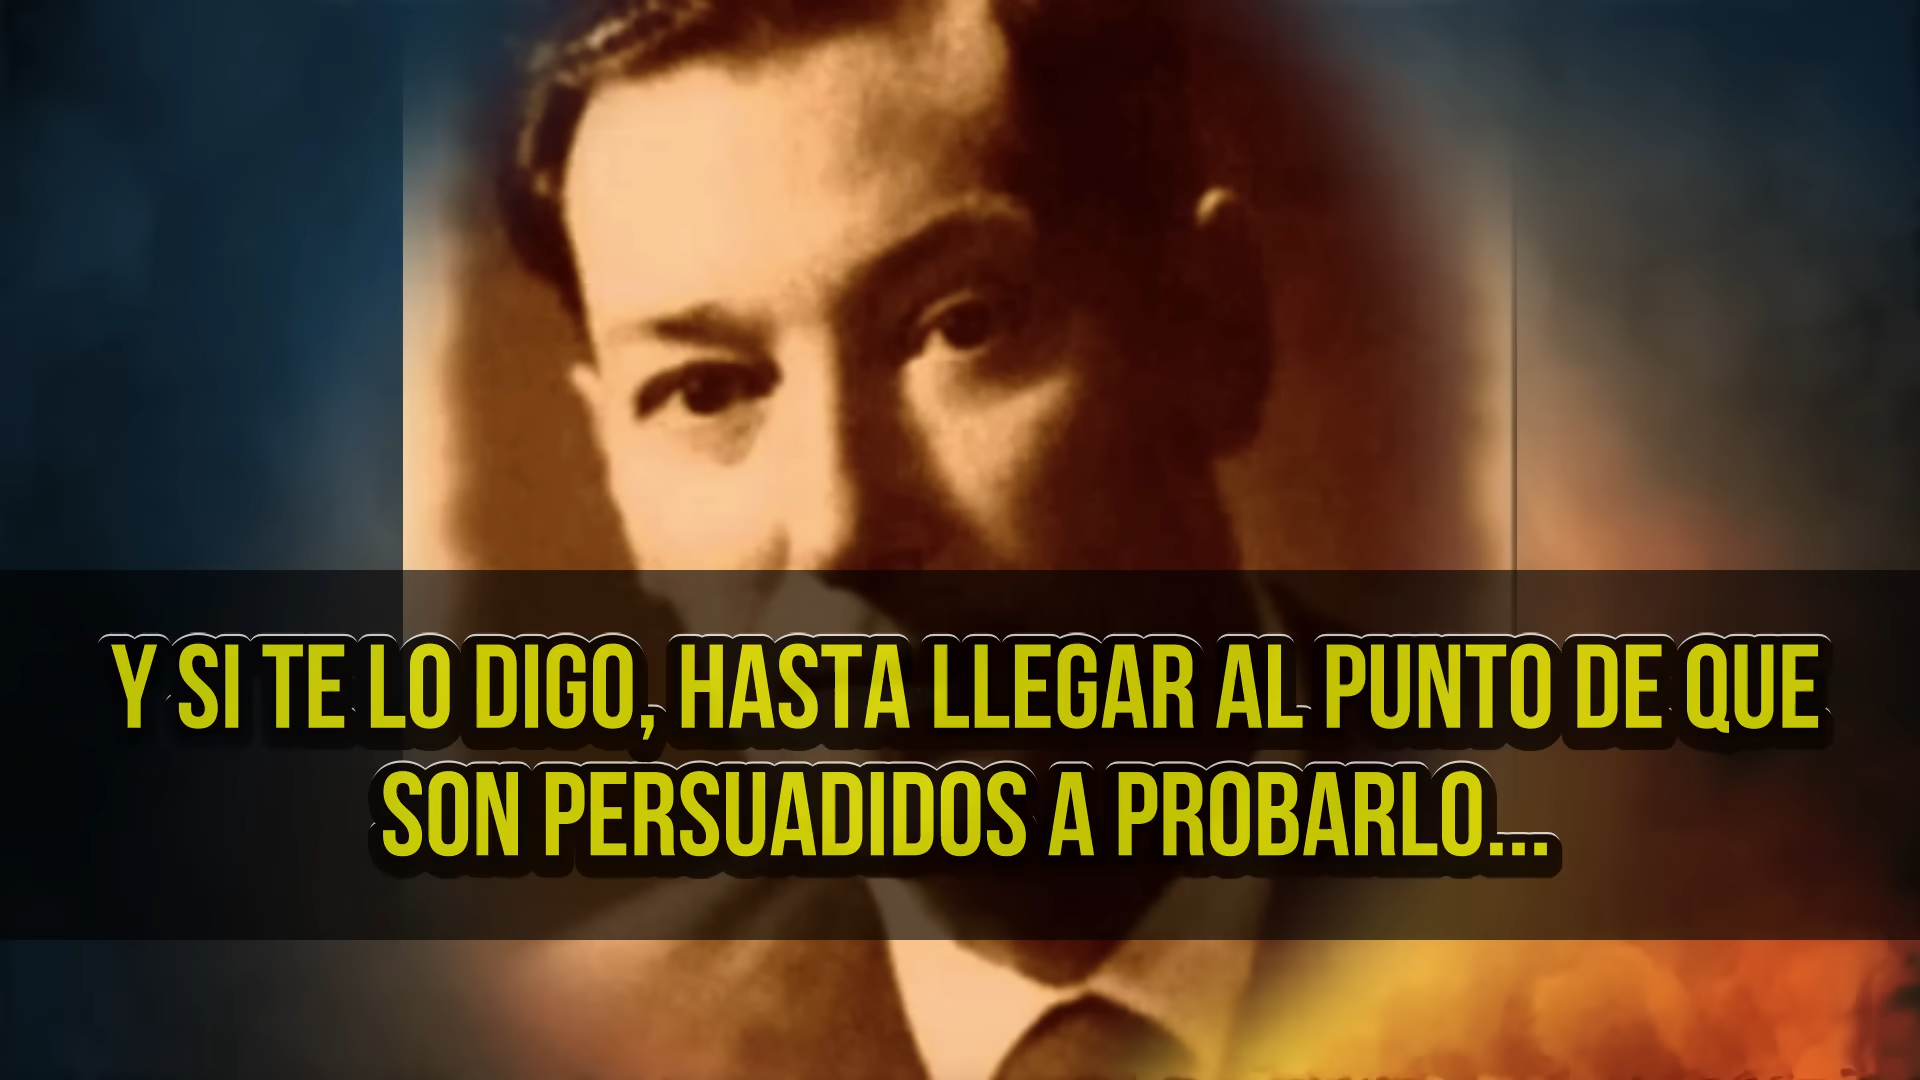 Y SI TE LO DIGO, HASTA LLEGAR AL PUNTO DE QUE
SON PERSUADIDOS A PROBARLO...